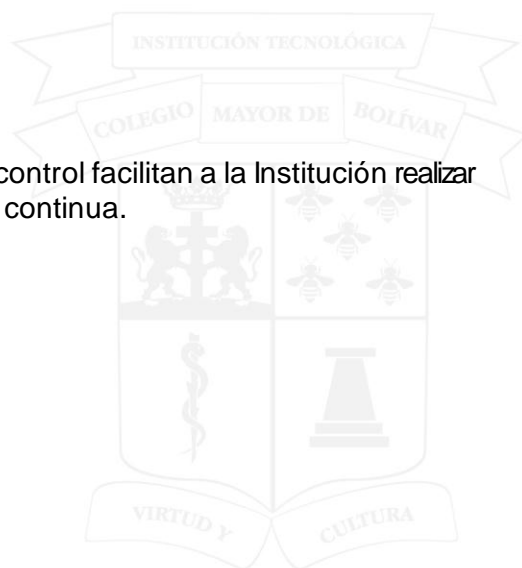 INSTITUCIÓN TECNOLÓGICA
COLEGIO MAYOR DE BOLÍVAR
control facilitan a la Institución realizar
continua.
VIRTUD Y CULTURA